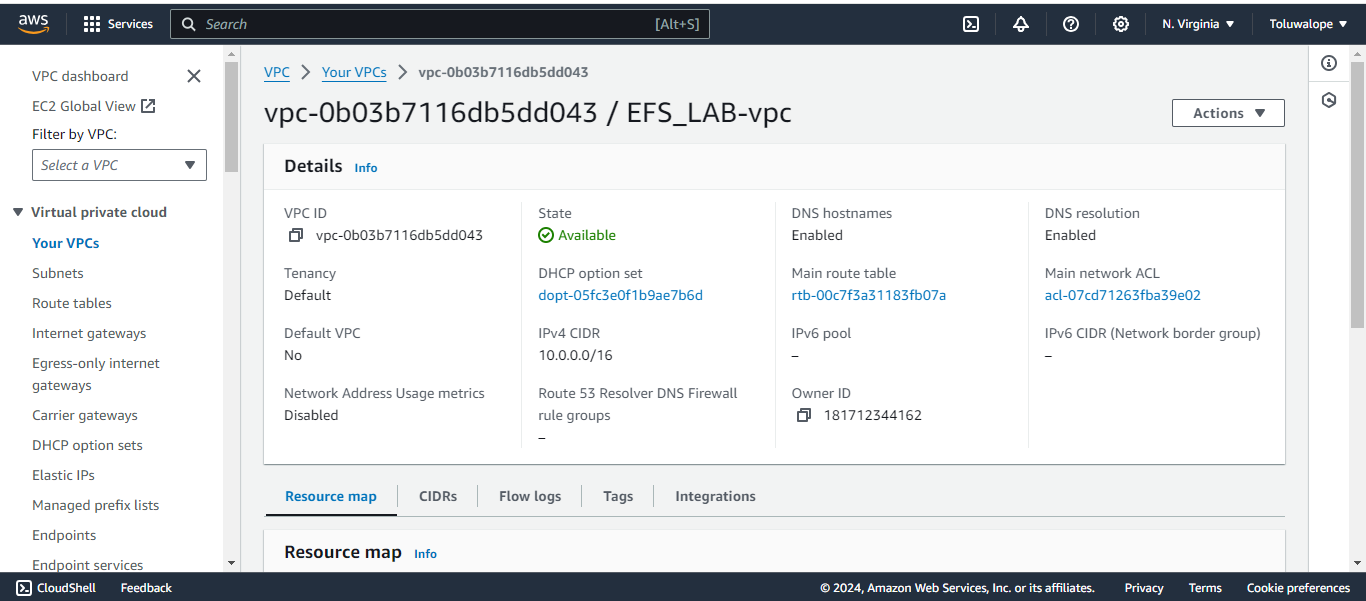 aws
Services
Search [Alt+S]
N. Virginia
Toluwalope
VPC dashboard
EC2 Global View
Filter by VPC:
Select a VPC
Virtual private cloud
Your VPCs
Subnets
Route tables
Internet gateways
Egress-only internet
gateways
Carrier gateways
DHCP option sets
Elastic IPs
Managed prefix lists
Endpoints
Endpoint services
VPC Your VPCs vpc-0b03b7116db5dd043
vpc-0b03b7116db5dd043 / EFS_LAB-vpc
Actions
Details Info
VPC ID
vpc-0b03b7116db5dd043
State
Available
DNS hostnames
Enabled
DNS resolution
Enabled
Tenancy
Default
DHCP option set
dopt-05fc3e0f1b9ae7b6d
Main route table
rtb-00c7f3a31183fb07a
Main network ACL
acl-07cd71263fba39e02
Default VPC
No
IPv4 CIDR
10.0.0.0/16
IPv6 pool
–
IPv6 CIDR (Network border group)
–
Network Address Usage metrics
Disabled
Route 53 Resolver DNS Firewall
rule groups
–
Owner ID
181712344162
Resource map CIDRs Flow logs Tags Integrations
Resource map Info
CloudShell Feedback
© 2024, Amazon Web Services, Inc. or its affiliates. Privacy Terms Cookie preferences